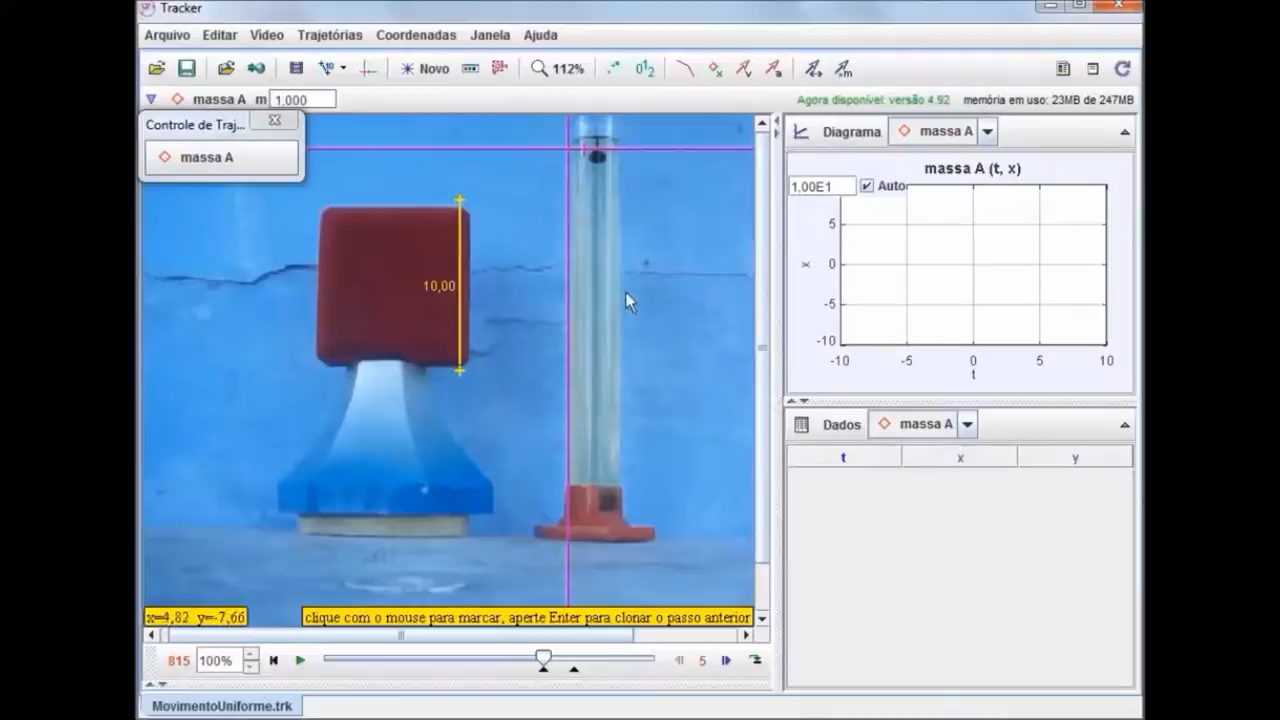 Tracker
Arquivo Editar Vídeo Trajetórias Coordenadas Janela Ajuda
Novo 112%
massa A m 1,000 Agora disponível: versão 4.92 memória em uso: 23MB de 247MB
Controle de Traj...
massa A
Diagrama massa A
massa A (t, x)
1,00E1 Auto
5
x 0
-5
-10
-10 -5 0 5 10
t
10,00
Dados massa A
t x y
x=4,82 y=-7,66 clique com o mouse para marcar, aperte Enter para clonar o passo anterior
815 100% 5
MovimentoUniforme.trk